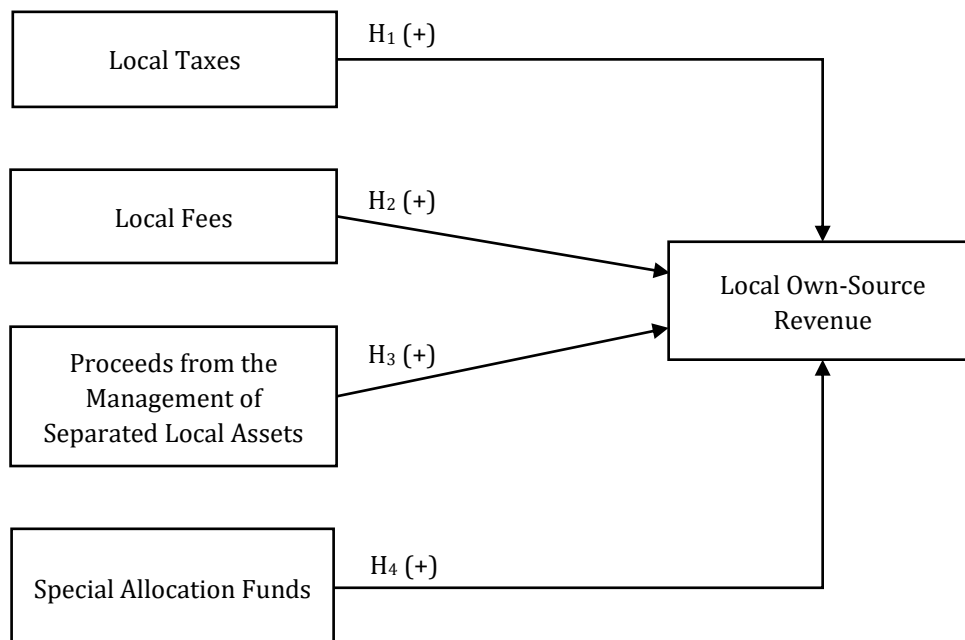 H₁ (+)
Local Taxes
H₂ (+)
Local Fees
Local Own-Source
Revenue
Proceeds from the
Management of
Separated Local Assets
H₃ (+)
H₄ (+)
Special Allocation Funds